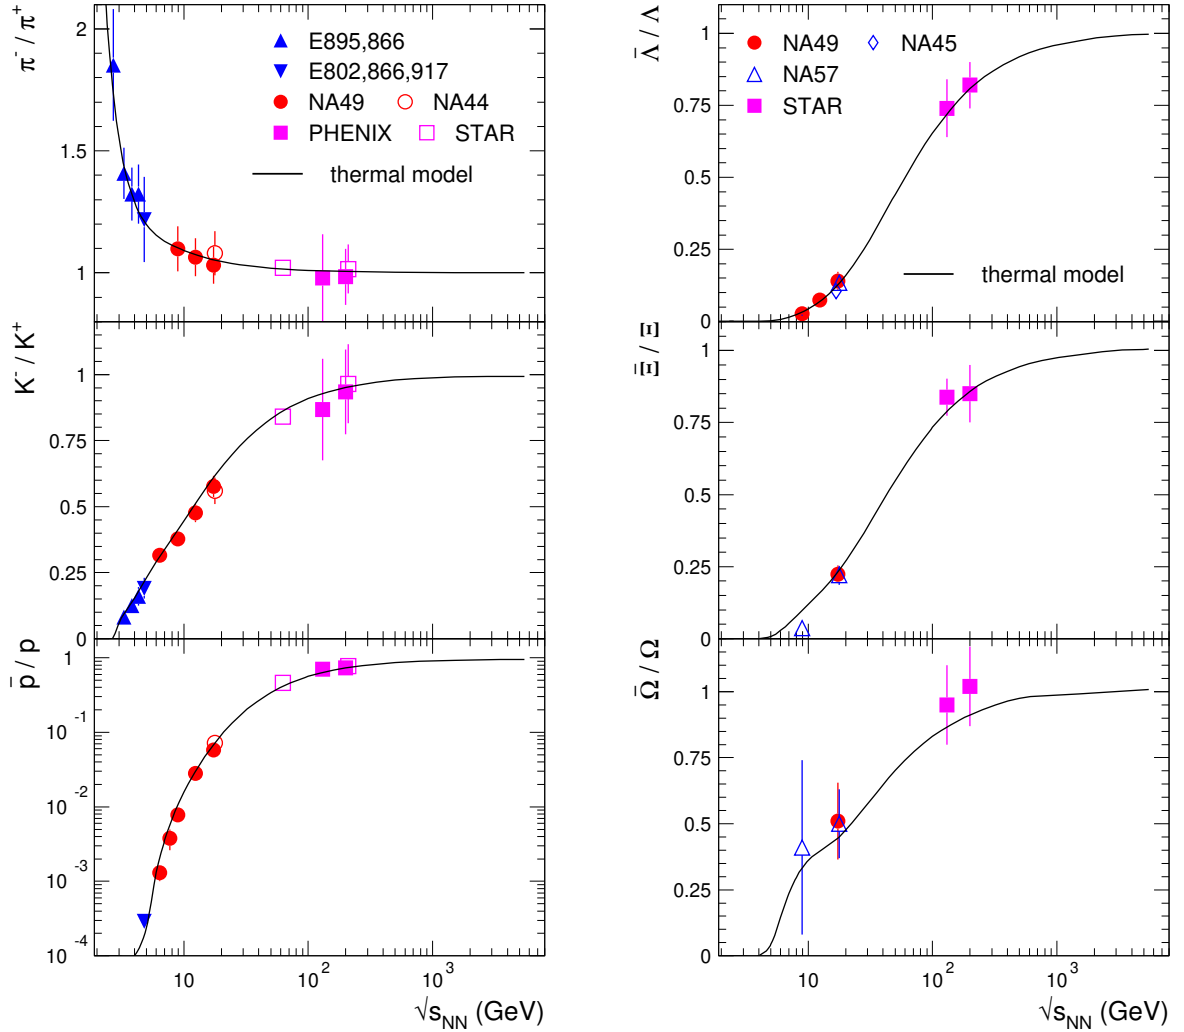 π⁻ / π⁺
2
1.5
1
E895,866
E802,866,917
NA49 NA44
PHENIX STAR
thermal model
K⁻ / K⁺
1
0.75
0.5
0.25
0
p̄ / p
1
10⁻¹
10⁻²
10⁻³
10⁻⁴
10 10² 10³
√s_NN (GeV)
Λ̄ / Λ
1
0.75
0.5
0.25
0
NA49 NA45
NA57
STAR
thermal model
Ξ̄ / Ξ
1
0.75
0.5
0.25
0
Ω̄ / Ω
1
0.75
0.5
0.25
0
10 10² 10³
√s_NN (GeV)